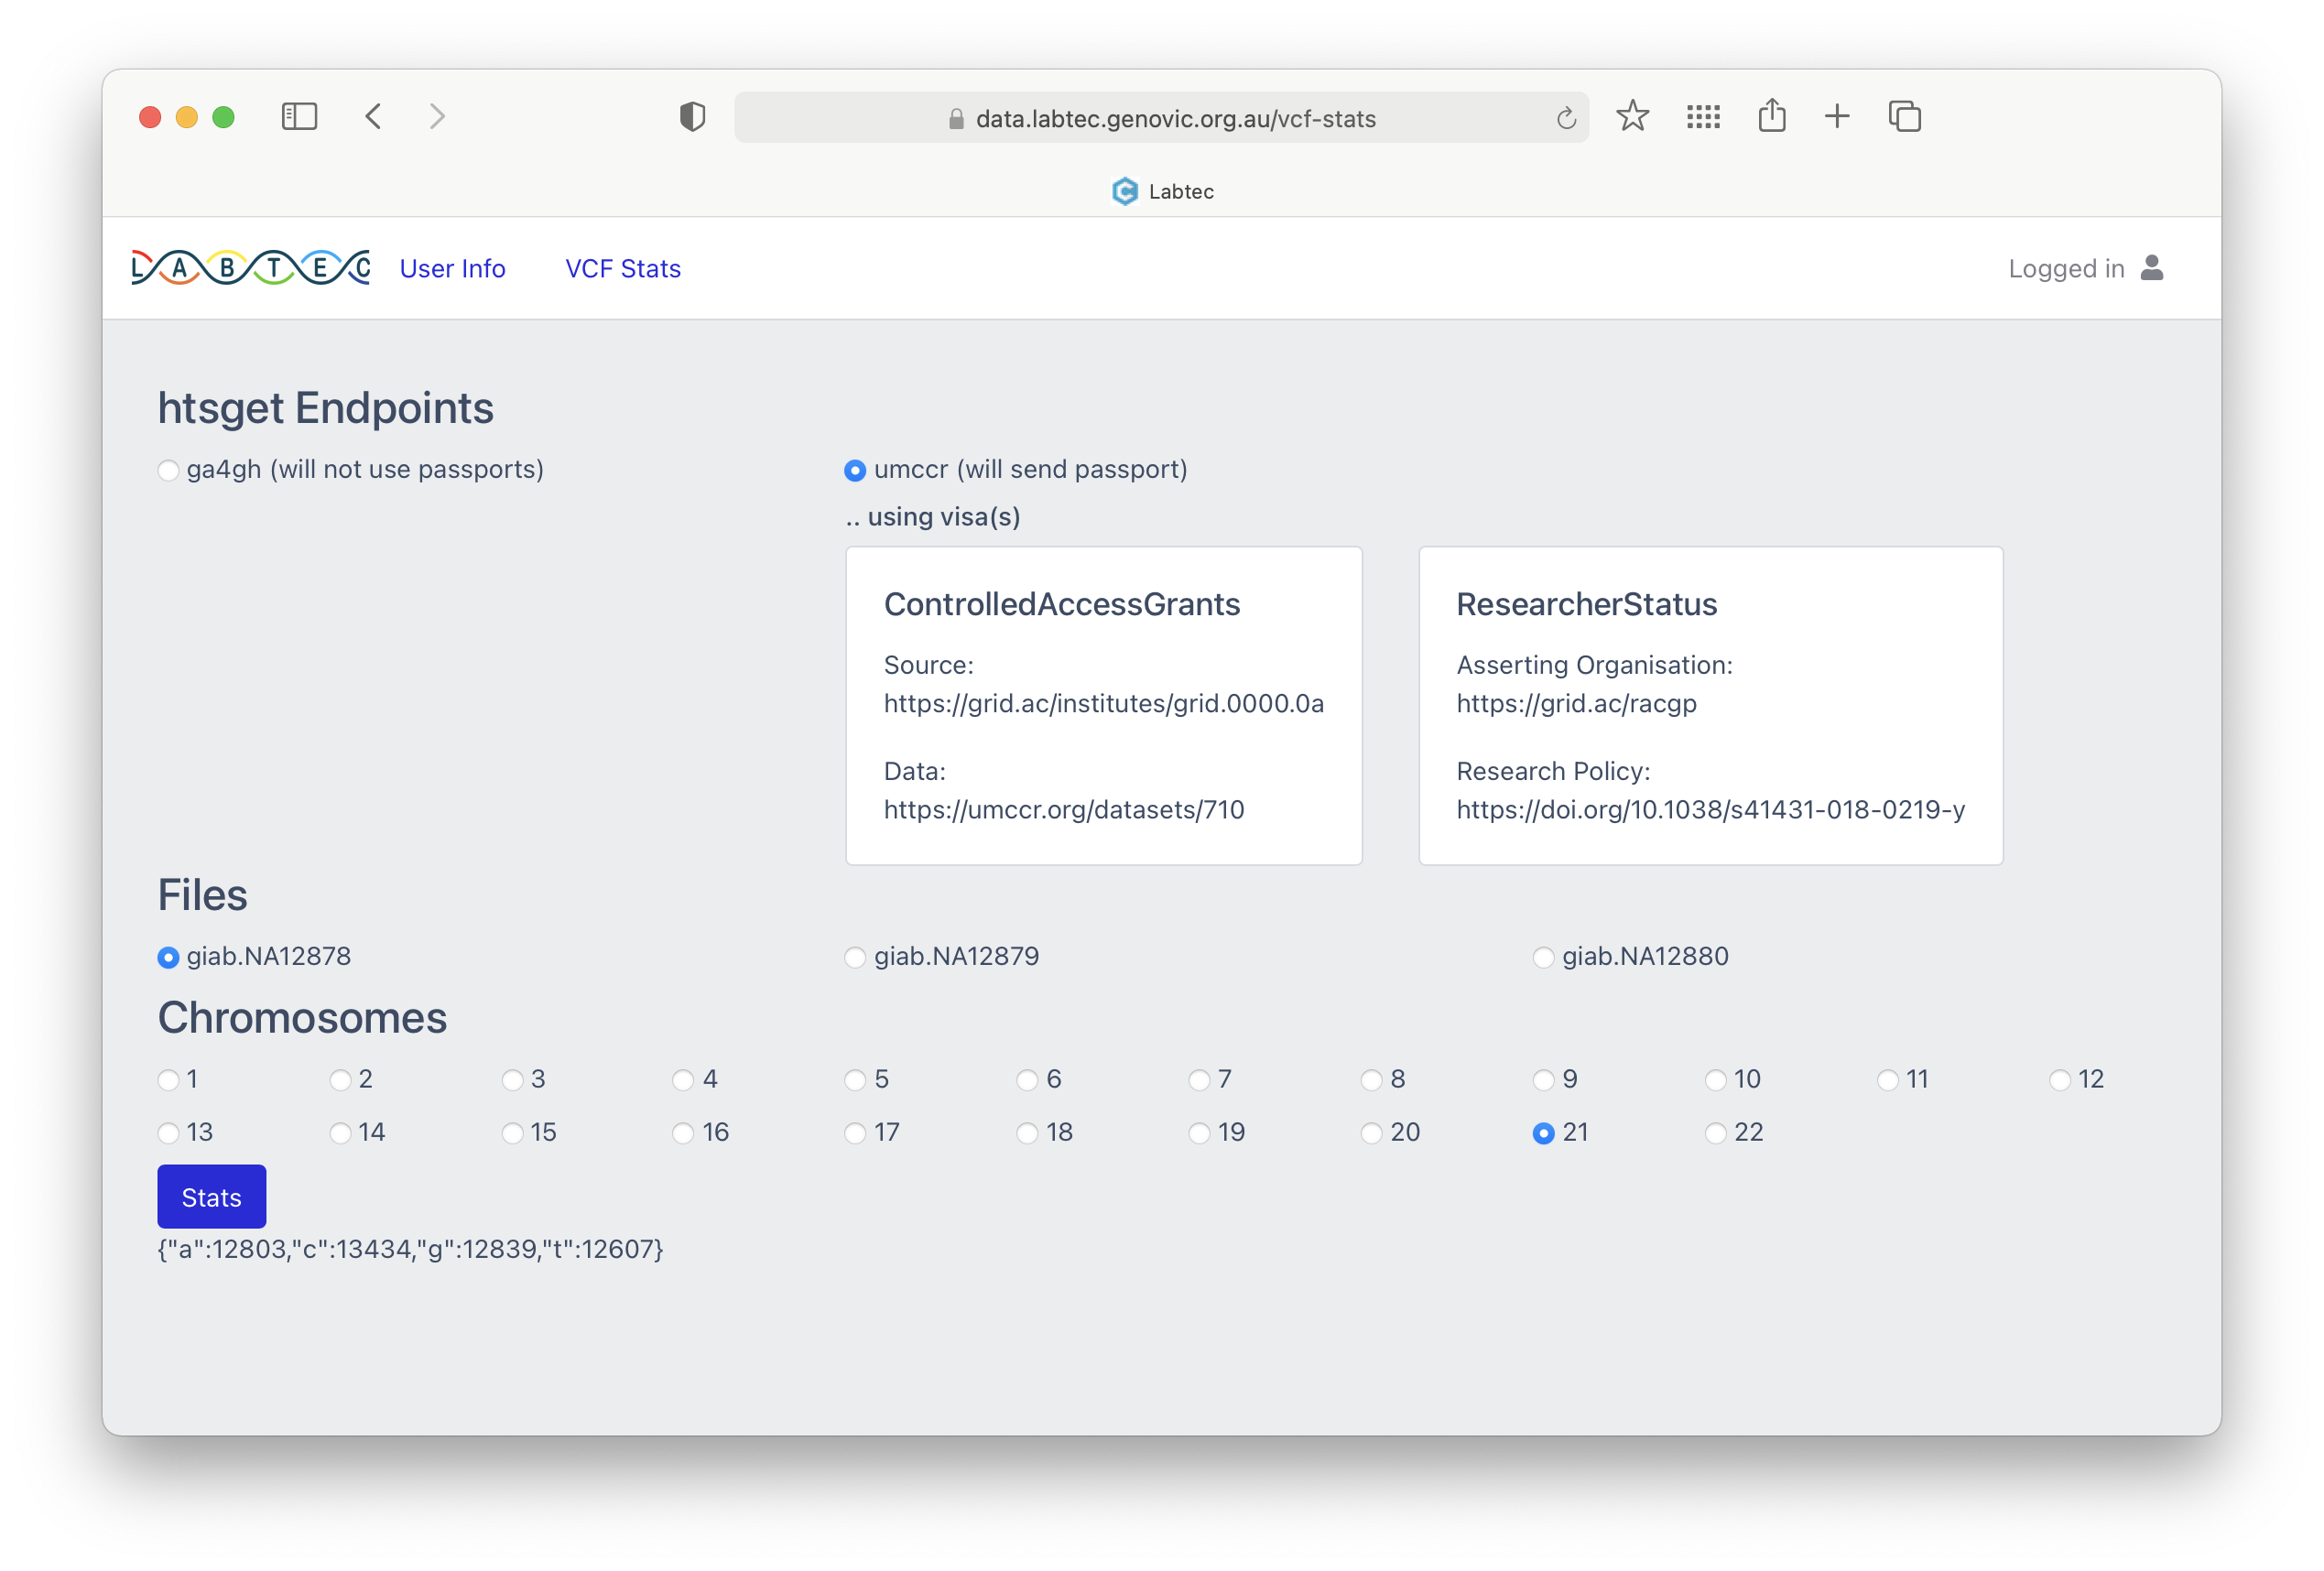 data.labtec.genovic.org.au/vcf-stats
Labtec
LABTEC User Info VCF Stats Logged in
htsget Endpoints
ga4gh (will not use passports) umccr (will send passport)
.. using visa(s)
ControlledAccessGrants
Source:
https://grid.ac/institutes/grid.0000.0a
Data:
https://umccr.org/datasets/710
ResearcherStatus
Asserting Organisation:
https://grid.ac/racgp
Research Policy:
https://doi.org/10.1038/s41431-018-0219-y
Files
giab.NA12878 giab.NA12879 giab.NA12880
Chromosomes
1 2 3 4 5 6 7 8 9 10 11 12
13 14 15 16 17 18 19 20 21 22
Stats
{"a":12803,"c":13434,"g":12839,"t":12607}